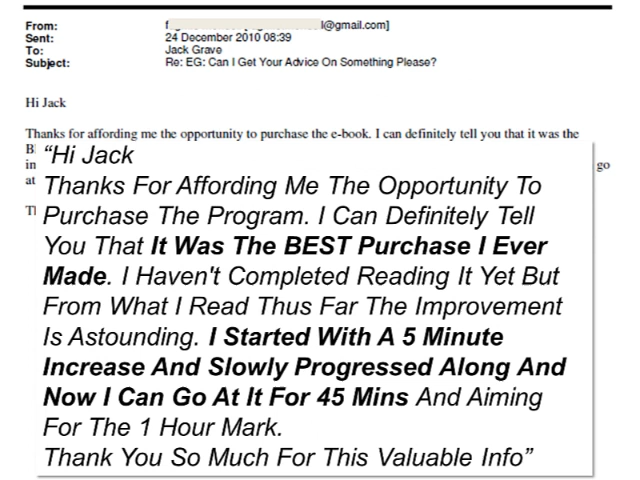 From:
l@gmail.com]
Sent: 24 December 2010 08:39
To: Jack Grave
Subject: Re: EG: Can I Get Your Advice On Something Please?
Hi Jack
Thanks for affording me the opportunity to purchase the e-book. I can definitely tell you that it was the
go
at
“Hi Jack
Thanks For Affording Me The Opportunity To
Purchase The Program. I Can Definitely Tell
You That It Was The BEST Purchase I Ever
Made. I Haven't Completed Reading It Yet But
From What I Read Thus Far The Improvement
Is Astounding. I Started With A 5 Minute
Increase And Slowly Progressed Along And
Now I Can Go At It For 45 Mins And Aiming
For The 1 Hour Mark.
Thank You So Much For This Valuable Info”